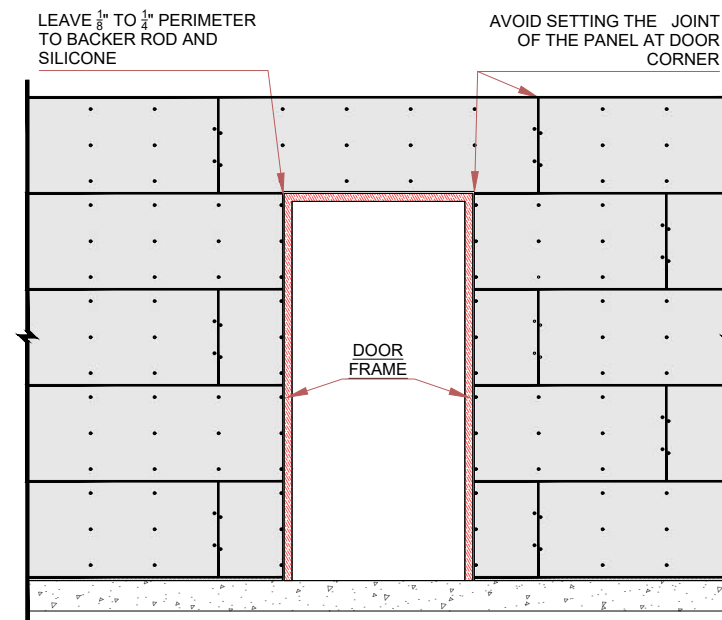 LEAVE 1/8" TO 1/4" PERIMETER
TO BACKER ROD AND
SILICONE
AVOID SETTING THE JOINT
OF THE PANEL AT DOOR
CORNER
DOOR
FRAME